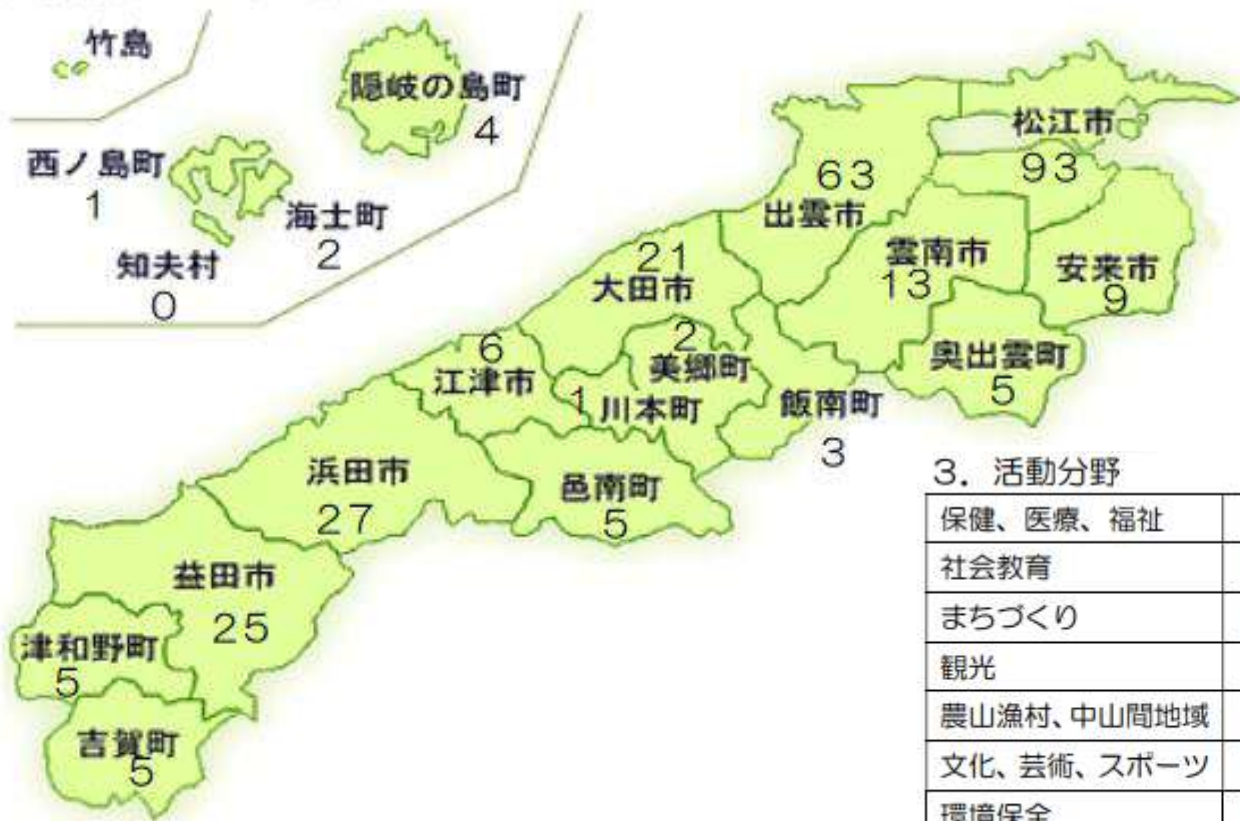 竹島
隠岐の島町
4
西ノ島町
1
海士町
2
知夫村
0
松江市
93
63
出雲市
雲南市
13
安来市
9
21
大田市
奥出雲町
5
2
美郷町
6
江津市
1
川本町
飯南町
3
浜田市
27
邑南町
5
益田市
25
津和野町
5
吉賀町
5
3．活動分野
保健、医療、福祉
社会教育
まちづくり
観光
農山漁村、中山間地域
文化、芸術、スポーツ
環境保全